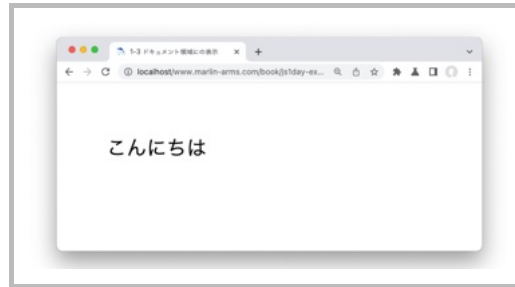 1-3 ドキュメント領域にの表示
localhost/www.marlin-arms.com/book/js1day-ex...
こんにちは